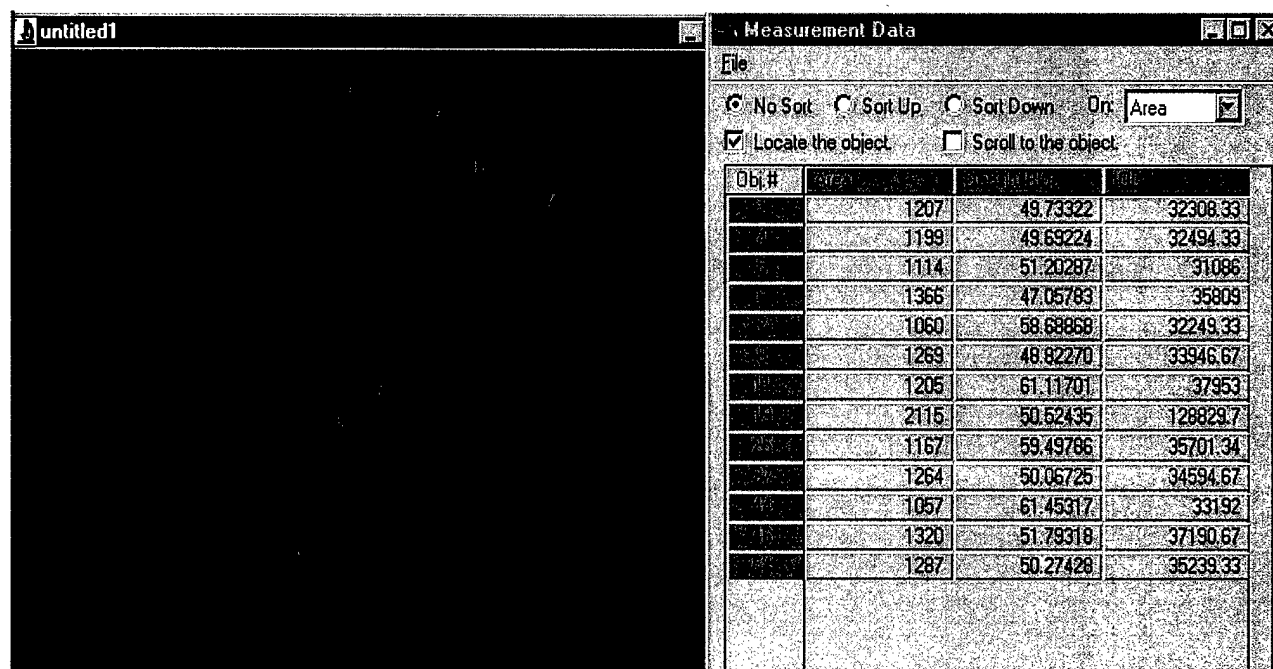 untitled1
Measurement Data
File
No Sort Sort Up Sort Down On: Area
Locate the object. Scroll to the object.
Obj.#
1207 49.73322 32308.33
1199 49.69224 32494.33
1114 51.20287 31086
1366 47.05783 35809
1060 58.68868 32249.33
1269 48.82270 33946.67
1205 61.11701 37953
2115 50.62435 128829.7
1167 59.49786 35701.34
1264 50.06725 34594.67
1057 61.45317 33192
1320 51.79318 37190.67
1287 50.27428 35239.33